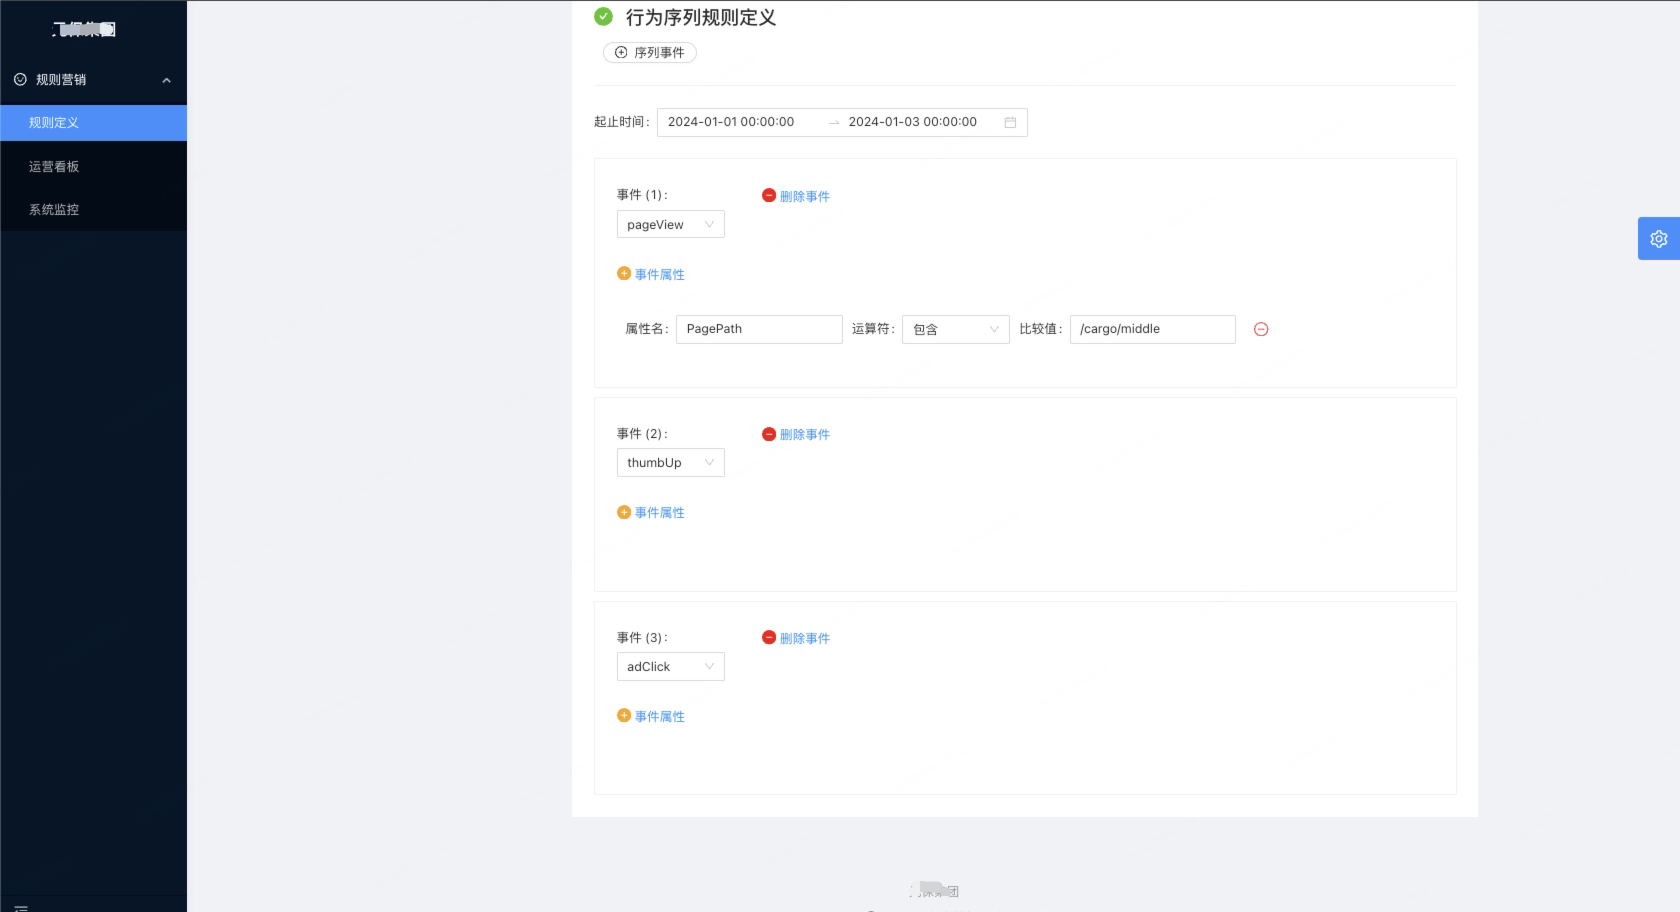 集团
规则营销
规则定义
运营看板
系统监控
行为序列规则定义
序列事件
起止时间: 2024-01-01 00:00:00 → 2024-01-03 00:00:00
事件 (1): 删除事件
pageView
事件属性
属性名: PagePath 运算符: 包含 比较值: /cargo/middle
事件 (2): 删除事件
thumbUp
事件属性
事件 (3): 删除事件
adClick
事件属性
团